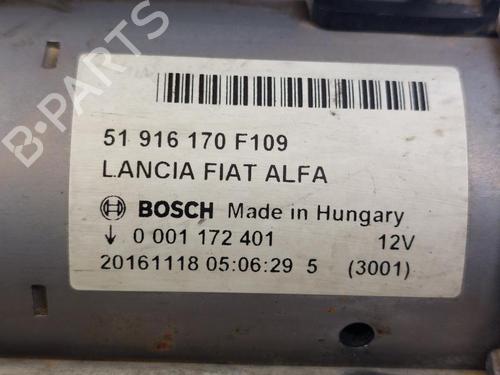 B-PARTS
51 916 170 F109
LANCIA FIAT ALFA
BOSCH Made in Hungary
↓ 0 001 172 401 12V
20161118 05:06:29 5 (3001)